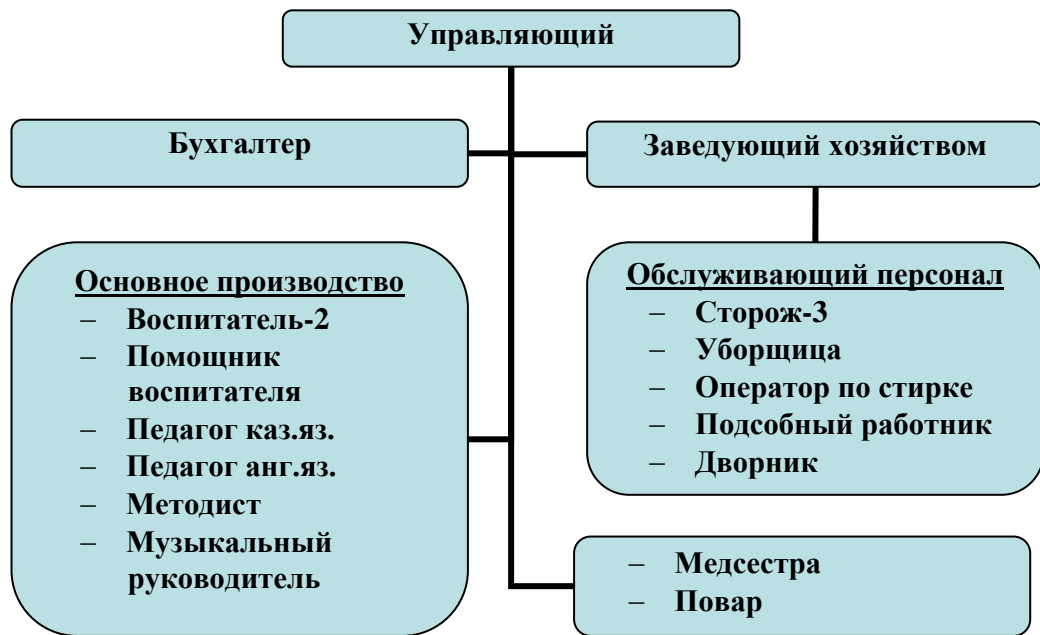 Управляющий
Бухгалтер
Заведующий хозяйством
Основное производство
– Воспитатель-2
– Помощник
воспитателя
– Педагог каз.яз.
– Педагог анг.яз.
– Методист
– Музыкальный
руководитель
Обслуживающий персонал
– Сторож-3
– Уборщица
– Оператор по стирке
– Подсобный работник
– Дворник
– Медсестра
– Повар